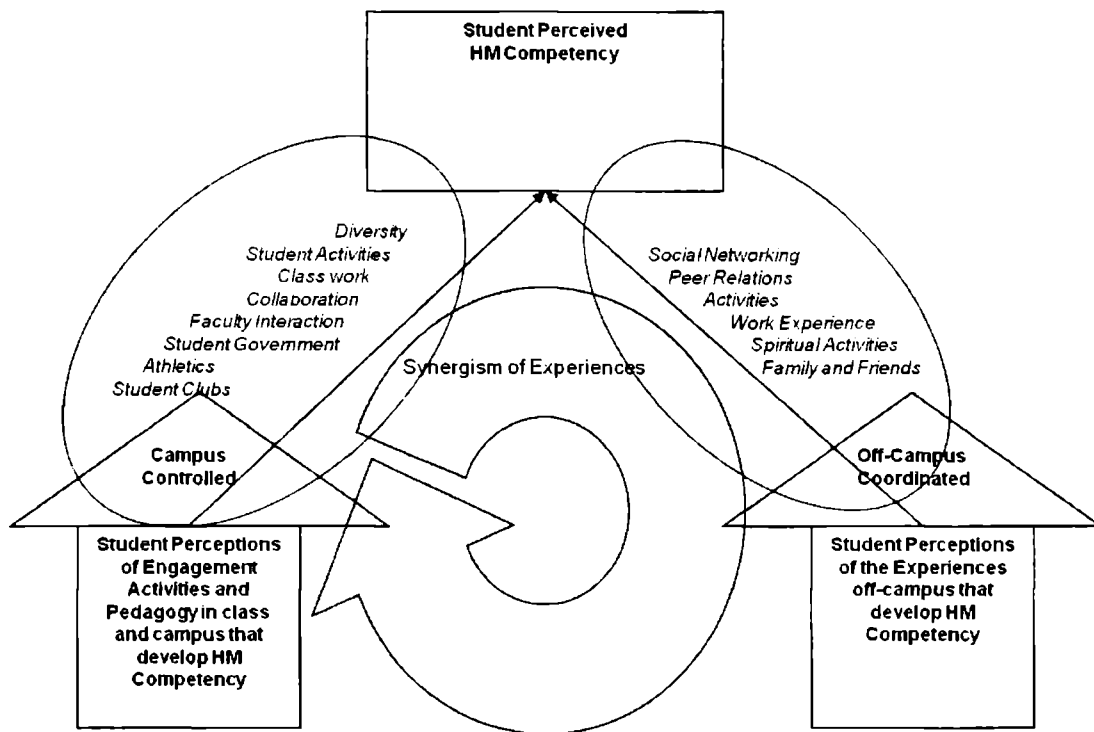 Student Perceived
HM Competency
Diversity
Student Activities
Class work
Collaboration
Faculty Interaction
Student Government
Athletics
Student Clubs
Social Networking
Peer Relations
Activities
Work Experience
Spiritual Activities
Family and Friends
Synergism of Experiences
Campus
Controlled
Off-Campus
Coordinated
Student Perceptions
of Engagement
Activities and
Pedagogy in class
and campus that
develop HM
Competency
Student Perceptions
of the Experiences
off-campus that
develop HM
Competency